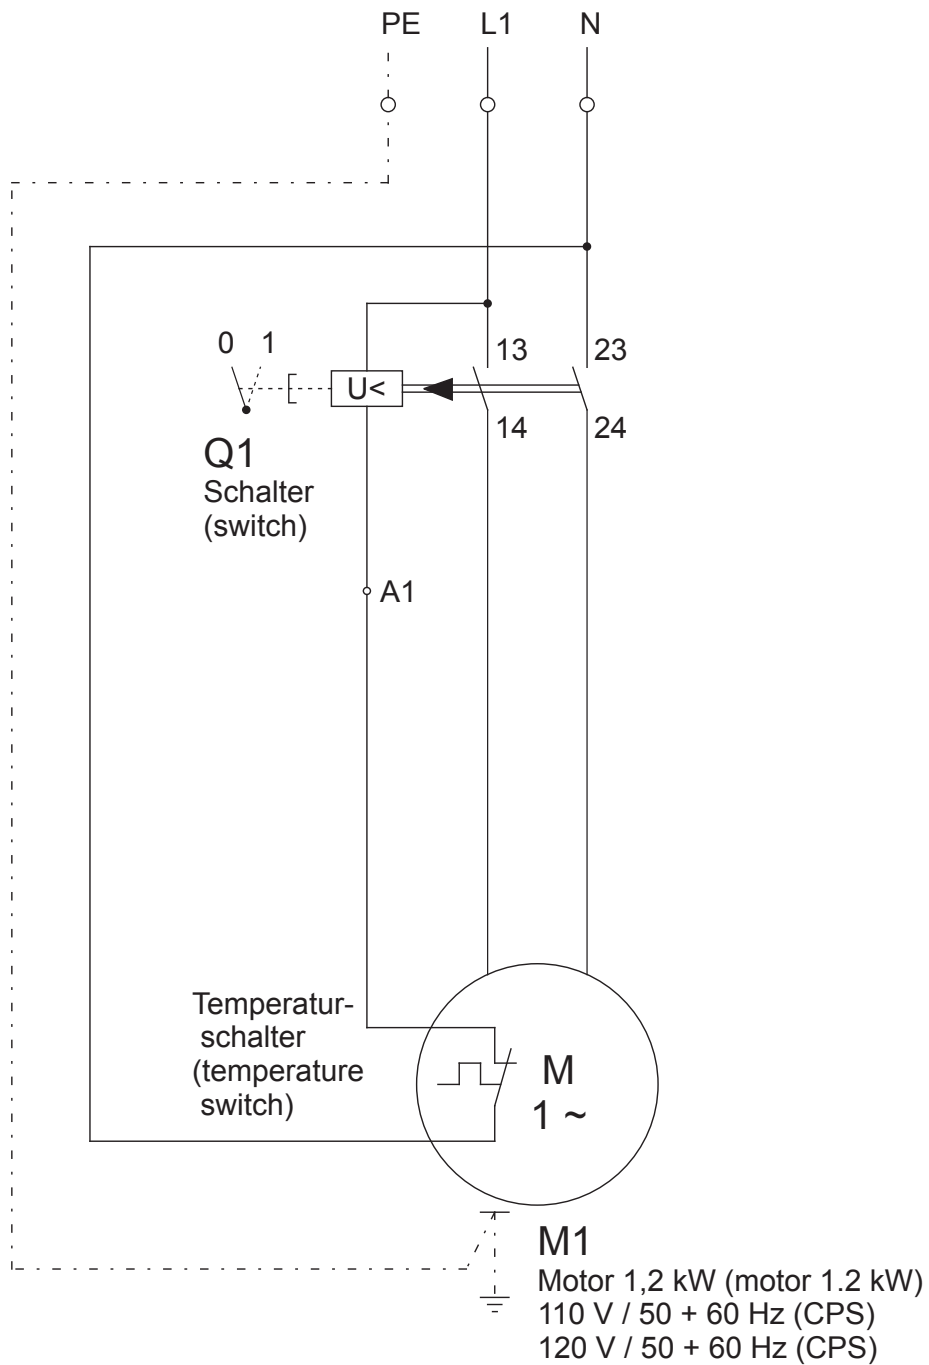 PE L1 N
0 1
13 23
U<
14 24
Q1
Schalter
(switch)
A1
Temperatur-
schalter
(temperature
switch)
M
1 ~
M1
Motor 1,2 kW (motor 1.2 kW)
110 V / 50 + 60 Hz (CPS)
120 V / 50 + 60 Hz (CPS)